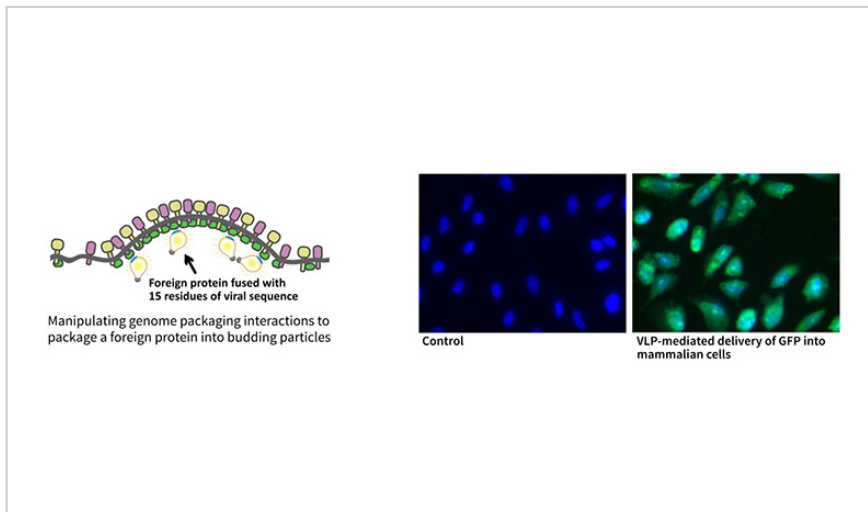 Foreign protein fused with
15 residues of viral sequence
Manipulating genome packaging interactions to
package a foreign protein into budding particles
Control
VLP-mediated delivery of GFP into
mammalian cells